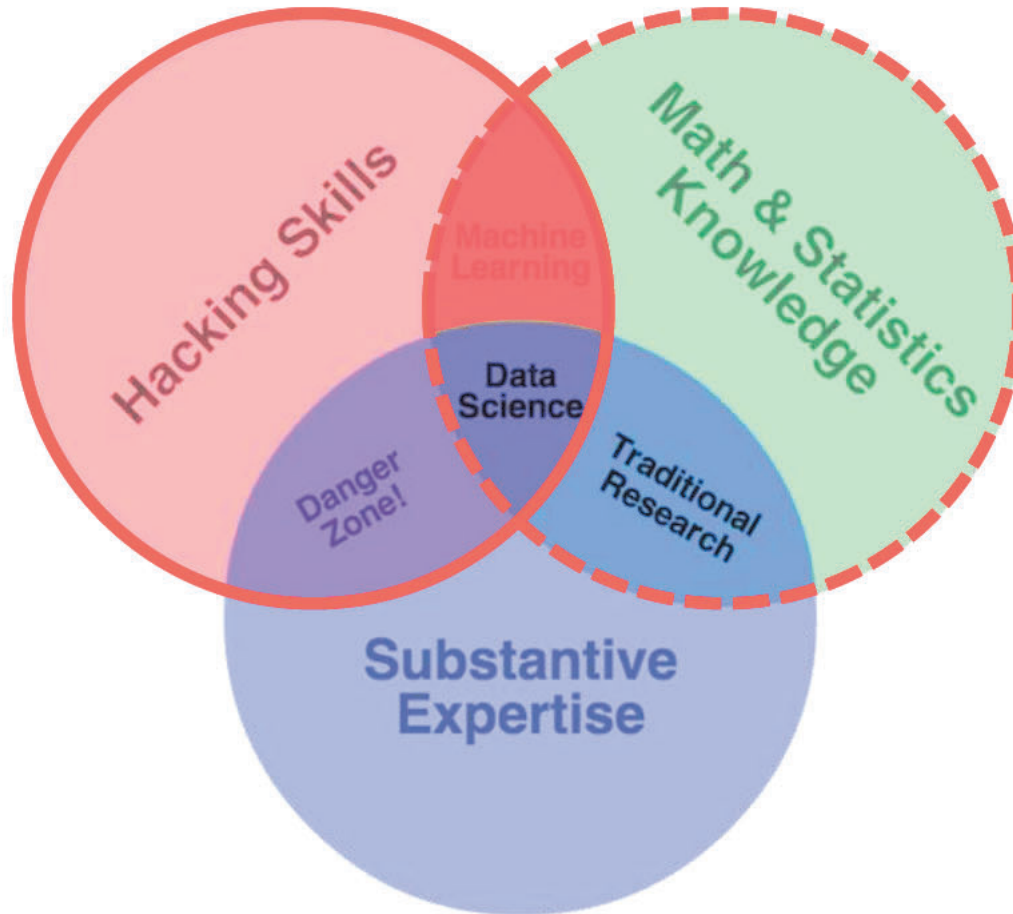 Hacking Skills
Math & Statistics
Knowledge
Machine
Learning
Data
Science
Danger
Zone!
Traditional
Research
Substantive
Expertise